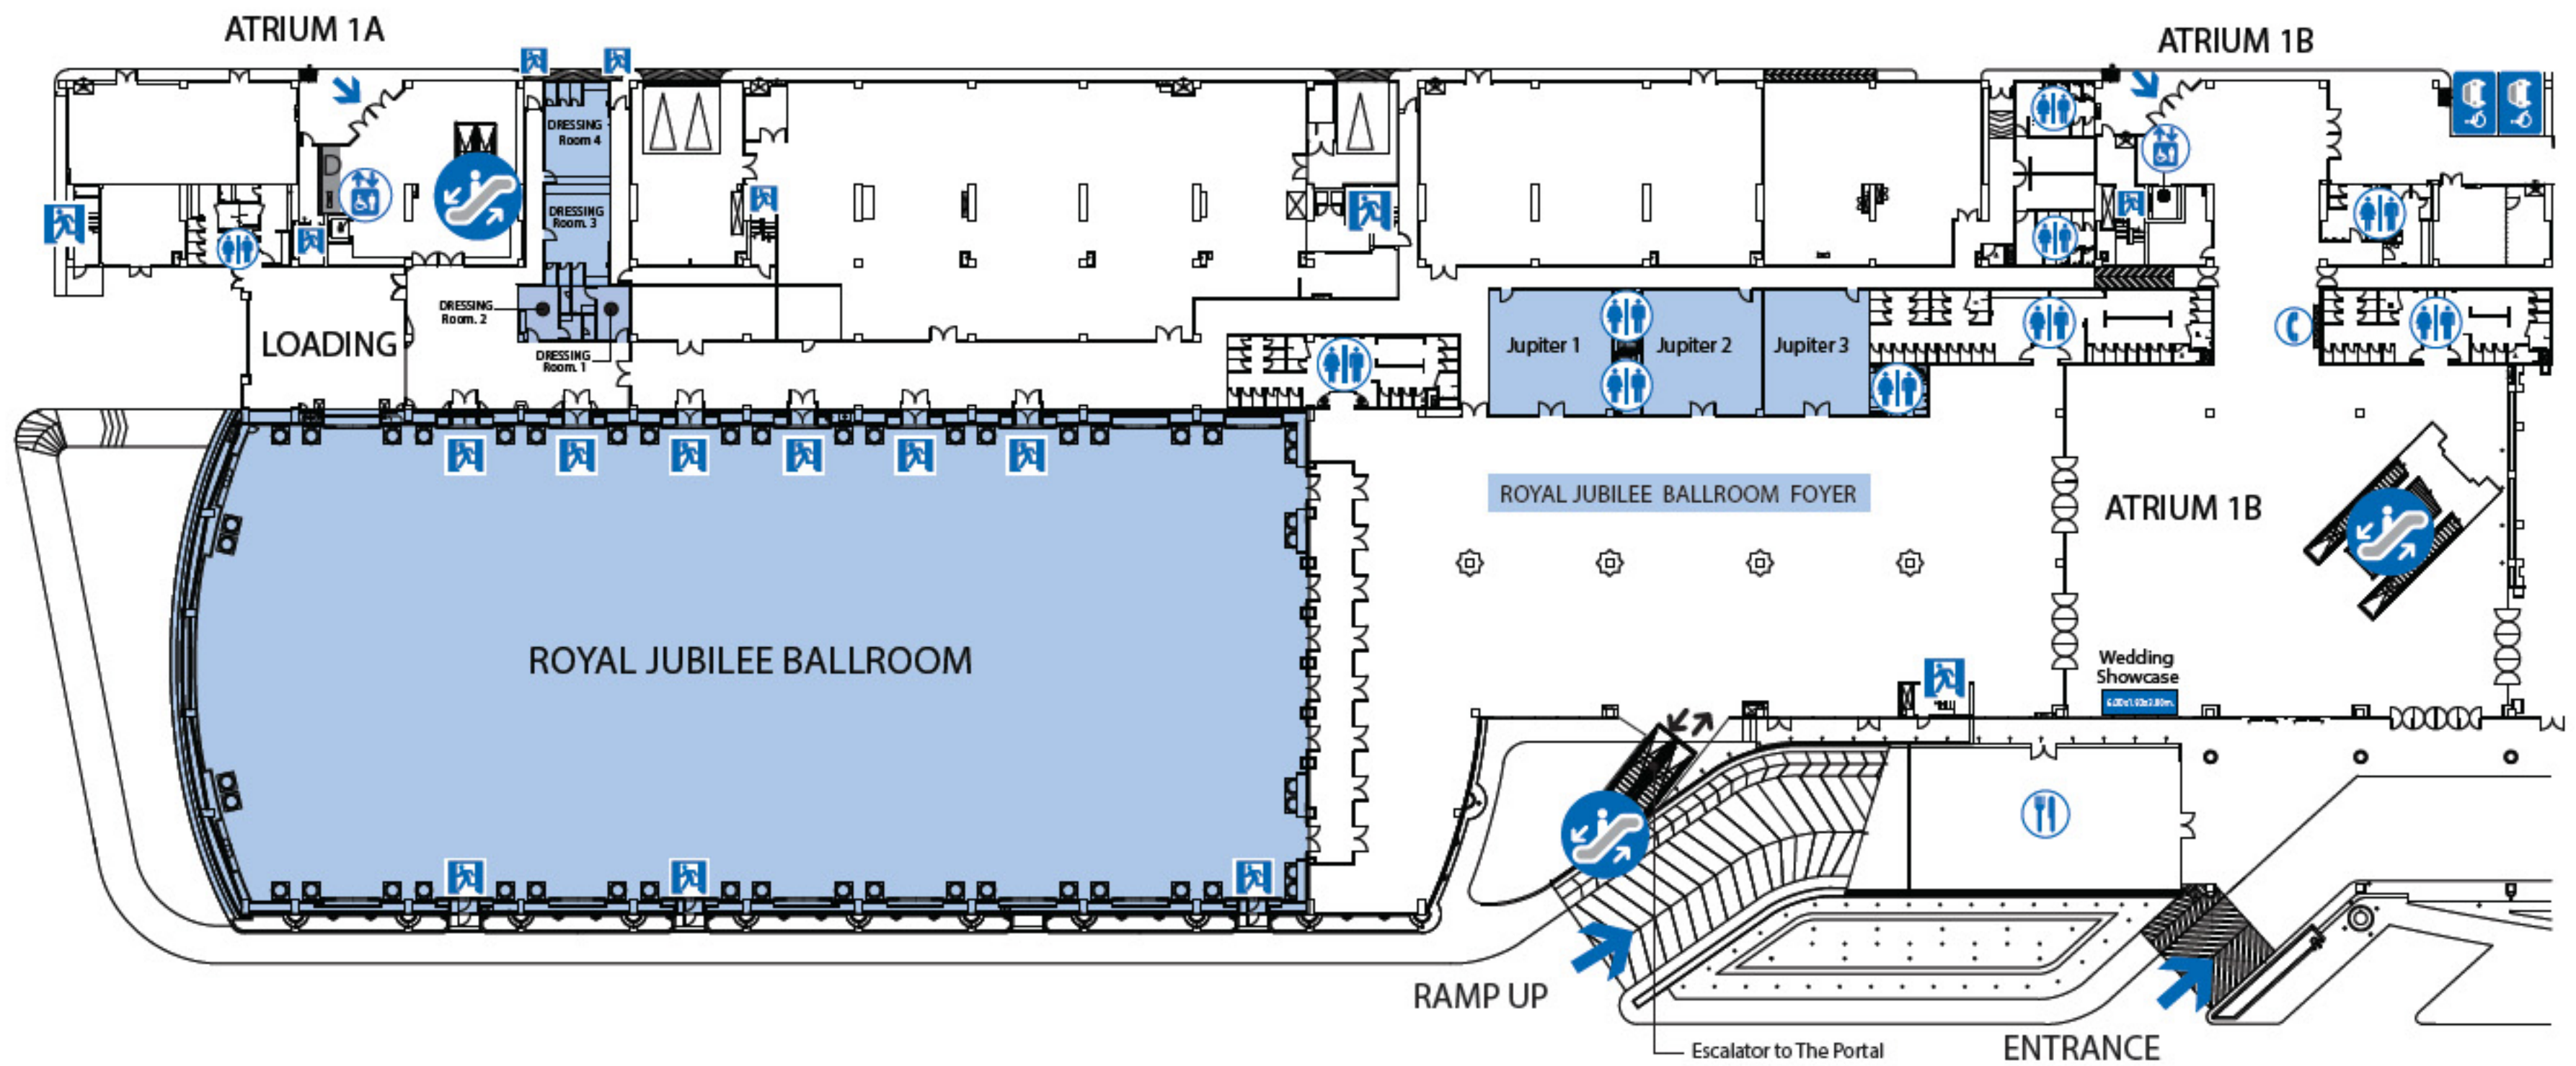 ATRIUM 1A
ATRIUM 1B
DRESSING
Room 4
DRESSING
Room. 3
DRESSING
Room. 2
DRESSING
Room. 1
LOADING
Jupiter 1
Jupiter 2
Jupiter 3
ROYAL JUBILEE BALLROOM FOYER
ATRIUM 1B
ROYAL JUBILEE BALLROOM
Wedding
Showcase
RAMP UP
Escalator to The Portal
ENTRANCE